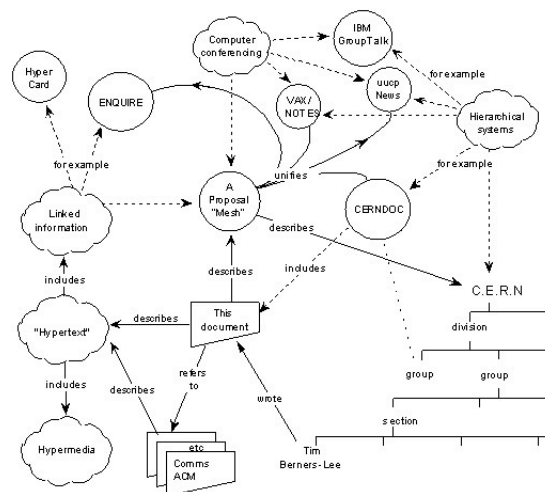 IBM
GroupTalk
Computer
conferencing
Hyper
Card
for example
uucp
News
ENQUIRE
VAX/
NOTES
Hierarchical
systems
for example
unifies
for example
A
Proposal
"Mesh"
CERNDOC
Linked
information
describes
includes
describes
includes
C.E.R.N
This
document
describes
"Hypertext"
division
refers
to
includes
describes
group
group
wrote
section
Hypermedia
etc
Comms
ACM
Tim
Berners-Lee